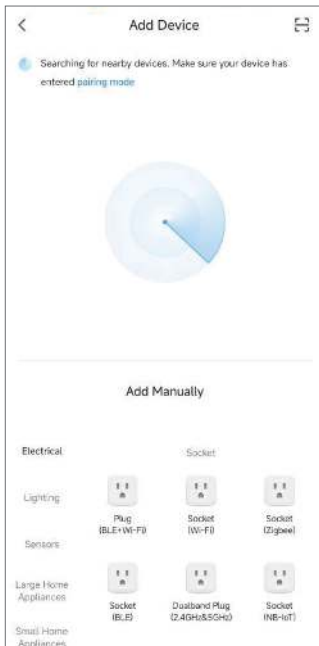 Add Device
Searching for nearby devices. Make sure your device has
entered pairing mode
Add Manually
Electrical
Socket
Lighting
Plug
(BLE+Wi-Fi)
Socket
(Wi-Fi)
Socket
(Zigbee)
Sensors
Large Home
Appliances
Socket
(BLE)
Dualband Plug
(2.4GHz&5GHz)
Socket
(NB-IoT)
Small Home
Appliances